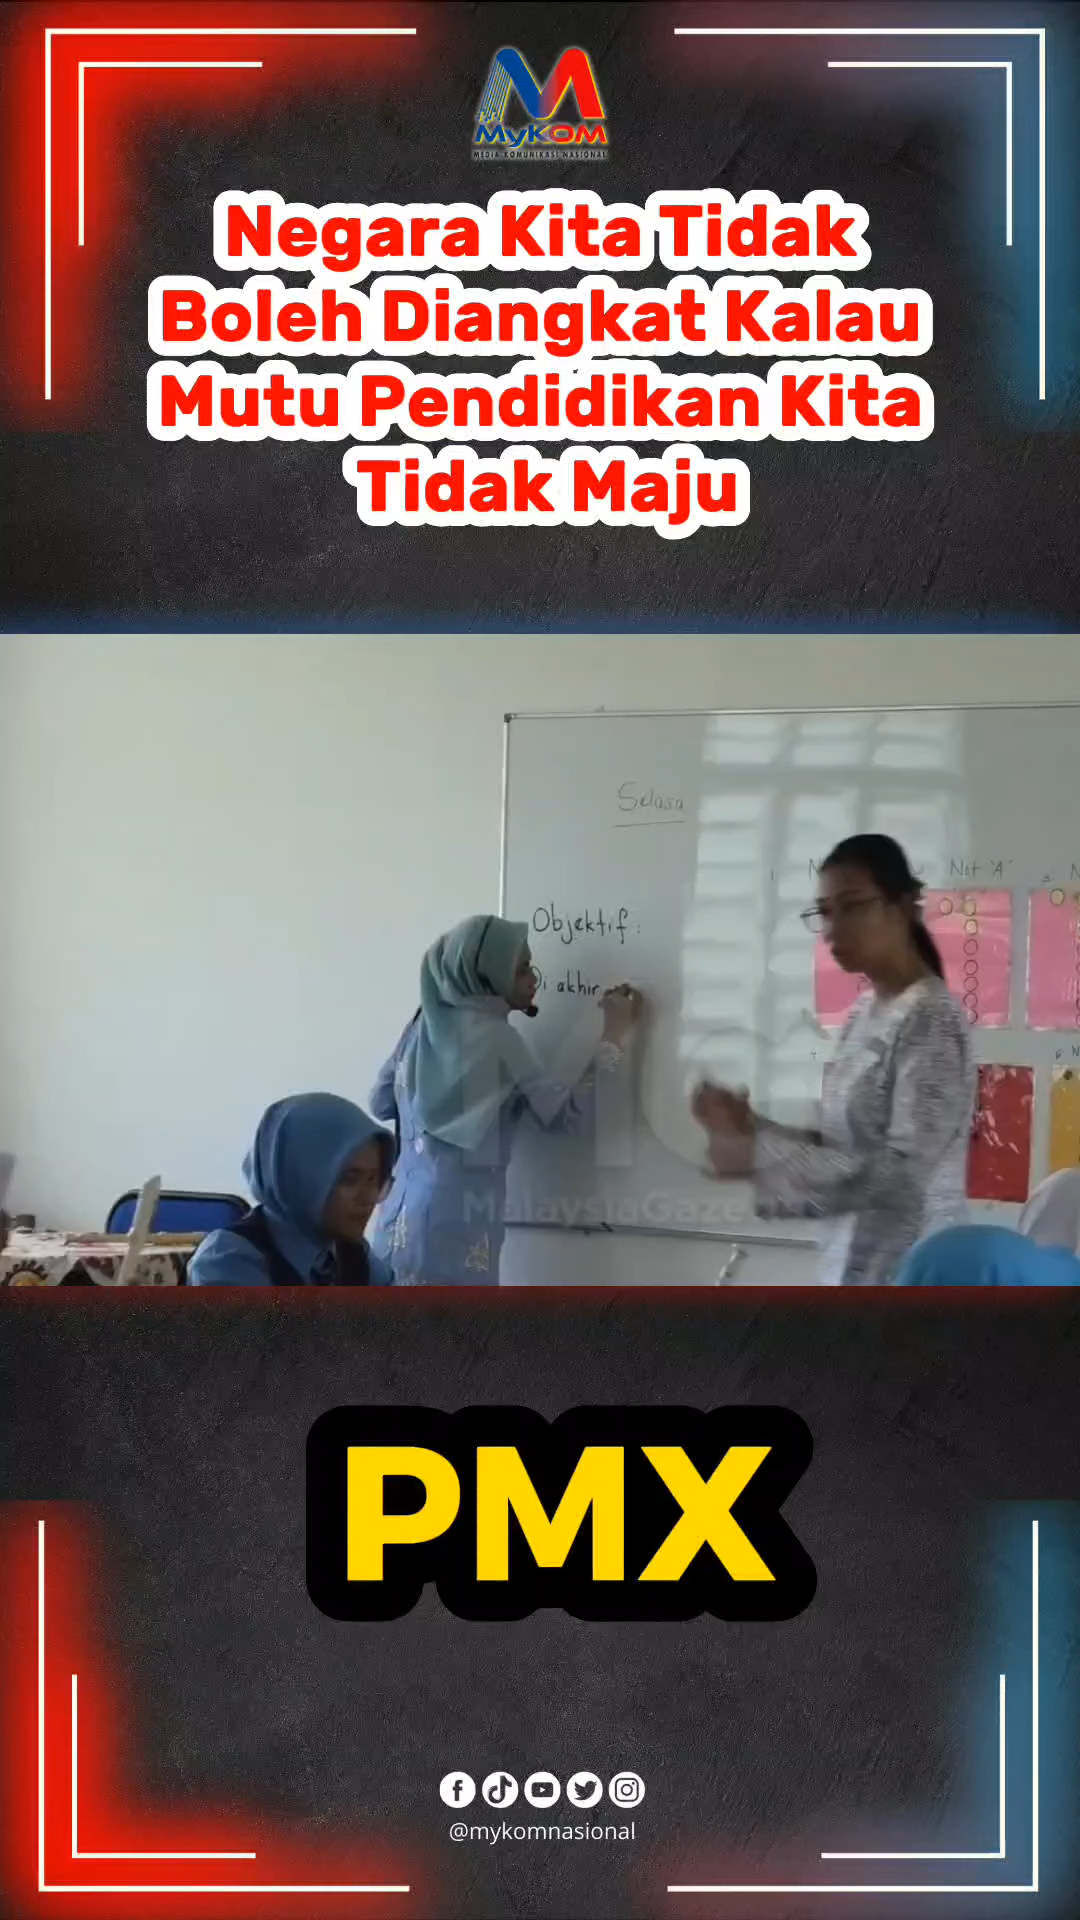 MyKOM
MEDIA KOMUNIKASI NASIONAL
Negara Kita Tidak
Boleh Diangkat Kalau
Mutu Pendidikan Kita
Tidak Maju
Selasa
Not 'A'
Objektif :
Di akhir
MalaysiaGazette
PMX
@mykomnasional